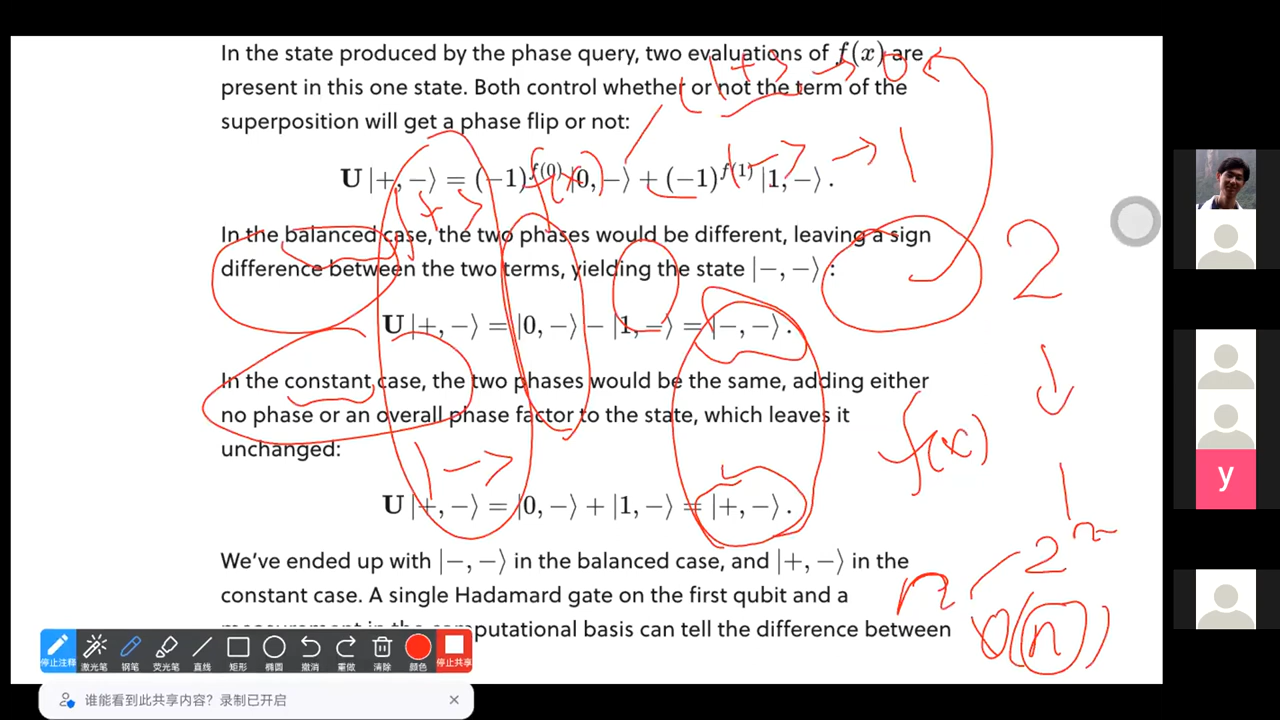 In the state produced by the phase query, two evaluations of f(x) are
present in this one state. Both control whether or not the term of the
superposition will get a phase flip or not:
U |+, −⟩ = (−1)^f(0) |0, −⟩ + (−1)^f(1) |1, −⟩ .
In the balanced case, the two phases would be different, leaving a sign
difference between the two terms, yielding the state |−, −⟩ :
U |+, −⟩ = |0, −⟩ − |1, −⟩ = |−, −⟩ .
In the constant case, the two phases would be the same, adding either
no phase or an overall phase factor to the state, which leaves it
unchanged:
U |+, −⟩ = |0, −⟩ + |1, −⟩ = |+, −⟩ .
We've ended up with |−, −⟩ in the balanced case, and |+, −⟩ in the
constant case. A single Hadamard gate on the first qubit and a
measurement in the computational basis can tell the difference between
|+⟩ → 0
|−⟩ → 1
f(x)
|+⟩
|−⟩
2
↓
1
f(x)
2^n
n
O(n)
y
停止注释 激光笔 钢笔 荧光笔 直线 矩形 椭圆 撤消 重做 清除 颜色 停止共享
谁能看到此共享内容? 录制已开启